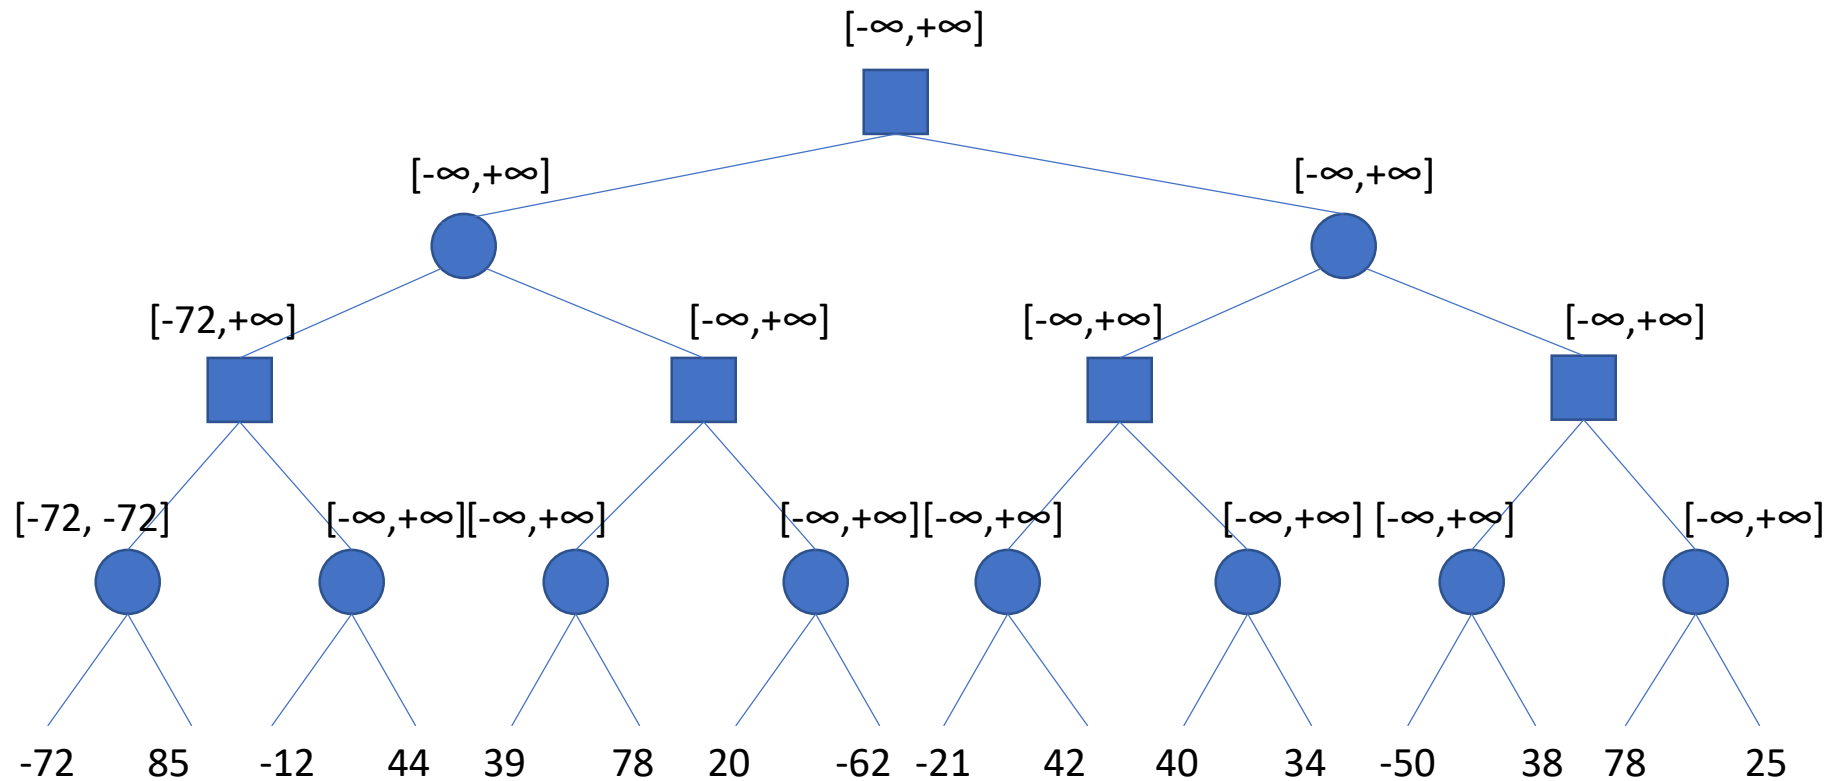 [-∞,+∞]
[-∞,+∞] [-∞,+∞]
[-72,+∞] [-∞,+∞] [-∞,+∞] [-∞,+∞]
[-72, -72] [-∞,+∞] [-∞,+∞] [-∞,+∞] [-∞,+∞] [-∞,+∞] [-∞,+∞] [-∞,+∞]
-72 85 -12 44 39 78 20 -62 -21 42 40 34 -50 38 78 25